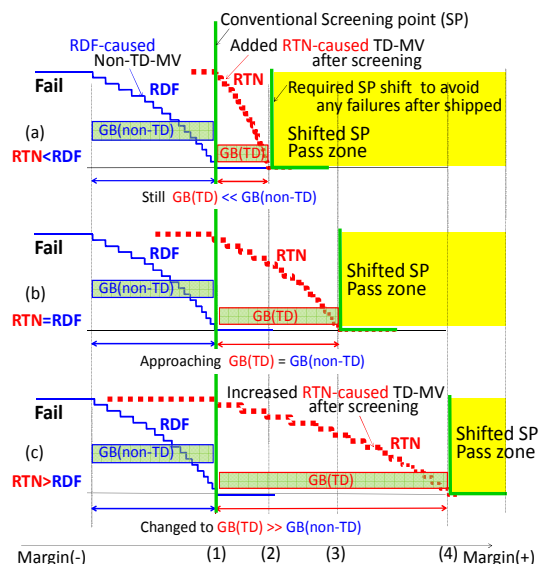 Conventional Screening point (SP)
RDF-caused
Non-TD-MV
Added RTN-caused TD-MV
after screening
Fail
RDF
RTN
Required SP shift to avoid
any failures after shipped
(a)
GB(non-TD)
GB(TD)
Shifted SP
Pass zone
RTN<RDF
Still GB(TD) << GB(non-TD)
Fail
RDF
RTN
Shifted SP
Pass zone
(b)
GB(non-TD)
GB(TD)
RTN=RDF
Approaching GB(TD) = GB(non-TD)
Increased RTN-caused TD-MV
after screening
Fail
RDF
RTN
Shifted SP
Pass zone
(c)
GB(non-TD)
GB(TD)
RTN>RDF
Changed to GB(TD) >> GB(non-TD)
Margin(-) (1) (2) (3) (4) Margin(+)